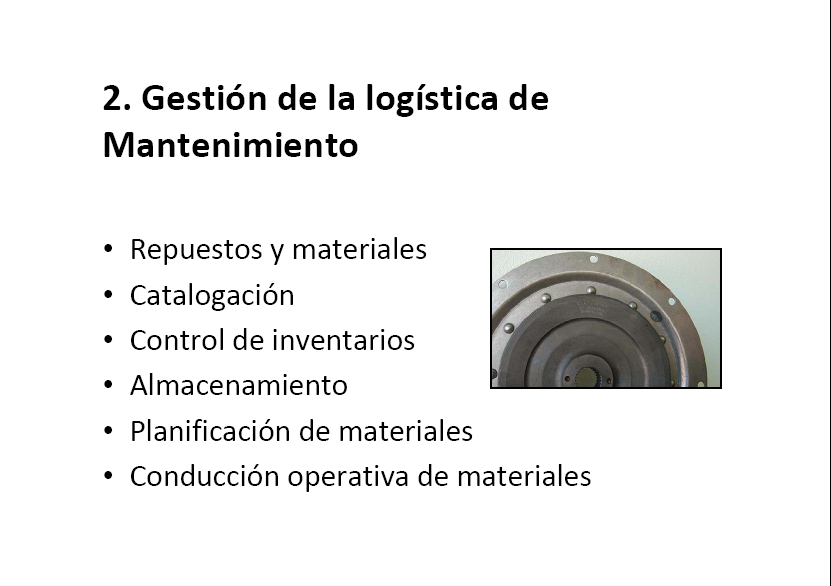 2. Gestión de la logística de
Mantenimiento
• Repuestos y materiales
• Catalogación
• Control de inventarios
• Almacenamiento
• Planificación de materiales
• Conducción operativa de materiales